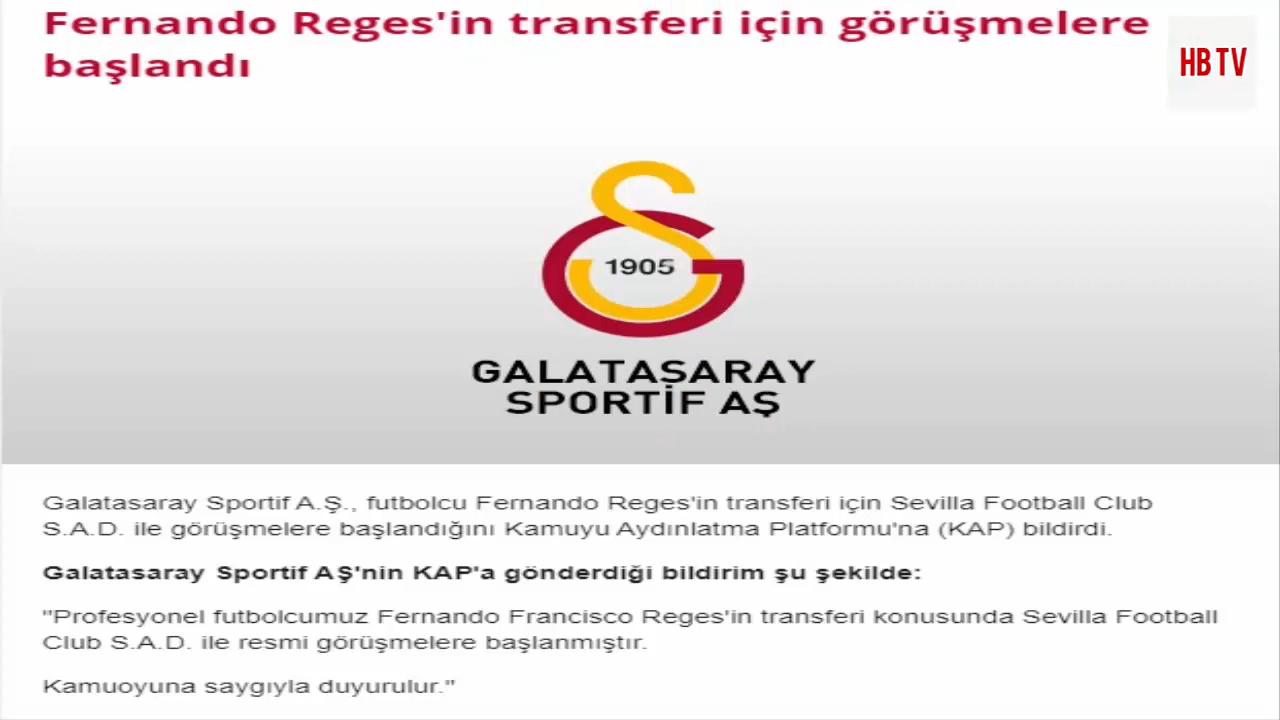 Fernando Reges'in transferi için görüşmelere
başlandı
HB TV
1905
GALATASARAY
SPORTİF AŞ
Galatasaray Sportif A.Ş., futbolcu Fernando Reges'in transferi için Sevilla Football Club
S.A.D. ile görüşmelere başlandığını Kamuyu Aydınlatma Platformu'na (KAP) bildirdi.
Galatasaray Sportif AŞ'nin KAP'a gönderdiği bildirim şu şekilde:
"Profesyonel futbolcumuz Fernando Francisco Reges'in transferi konusunda Sevilla Football
Club S.A.D. ile resmi görüşmelere başlanmıştır.
Kamuoyuna saygıyla duyurulur."